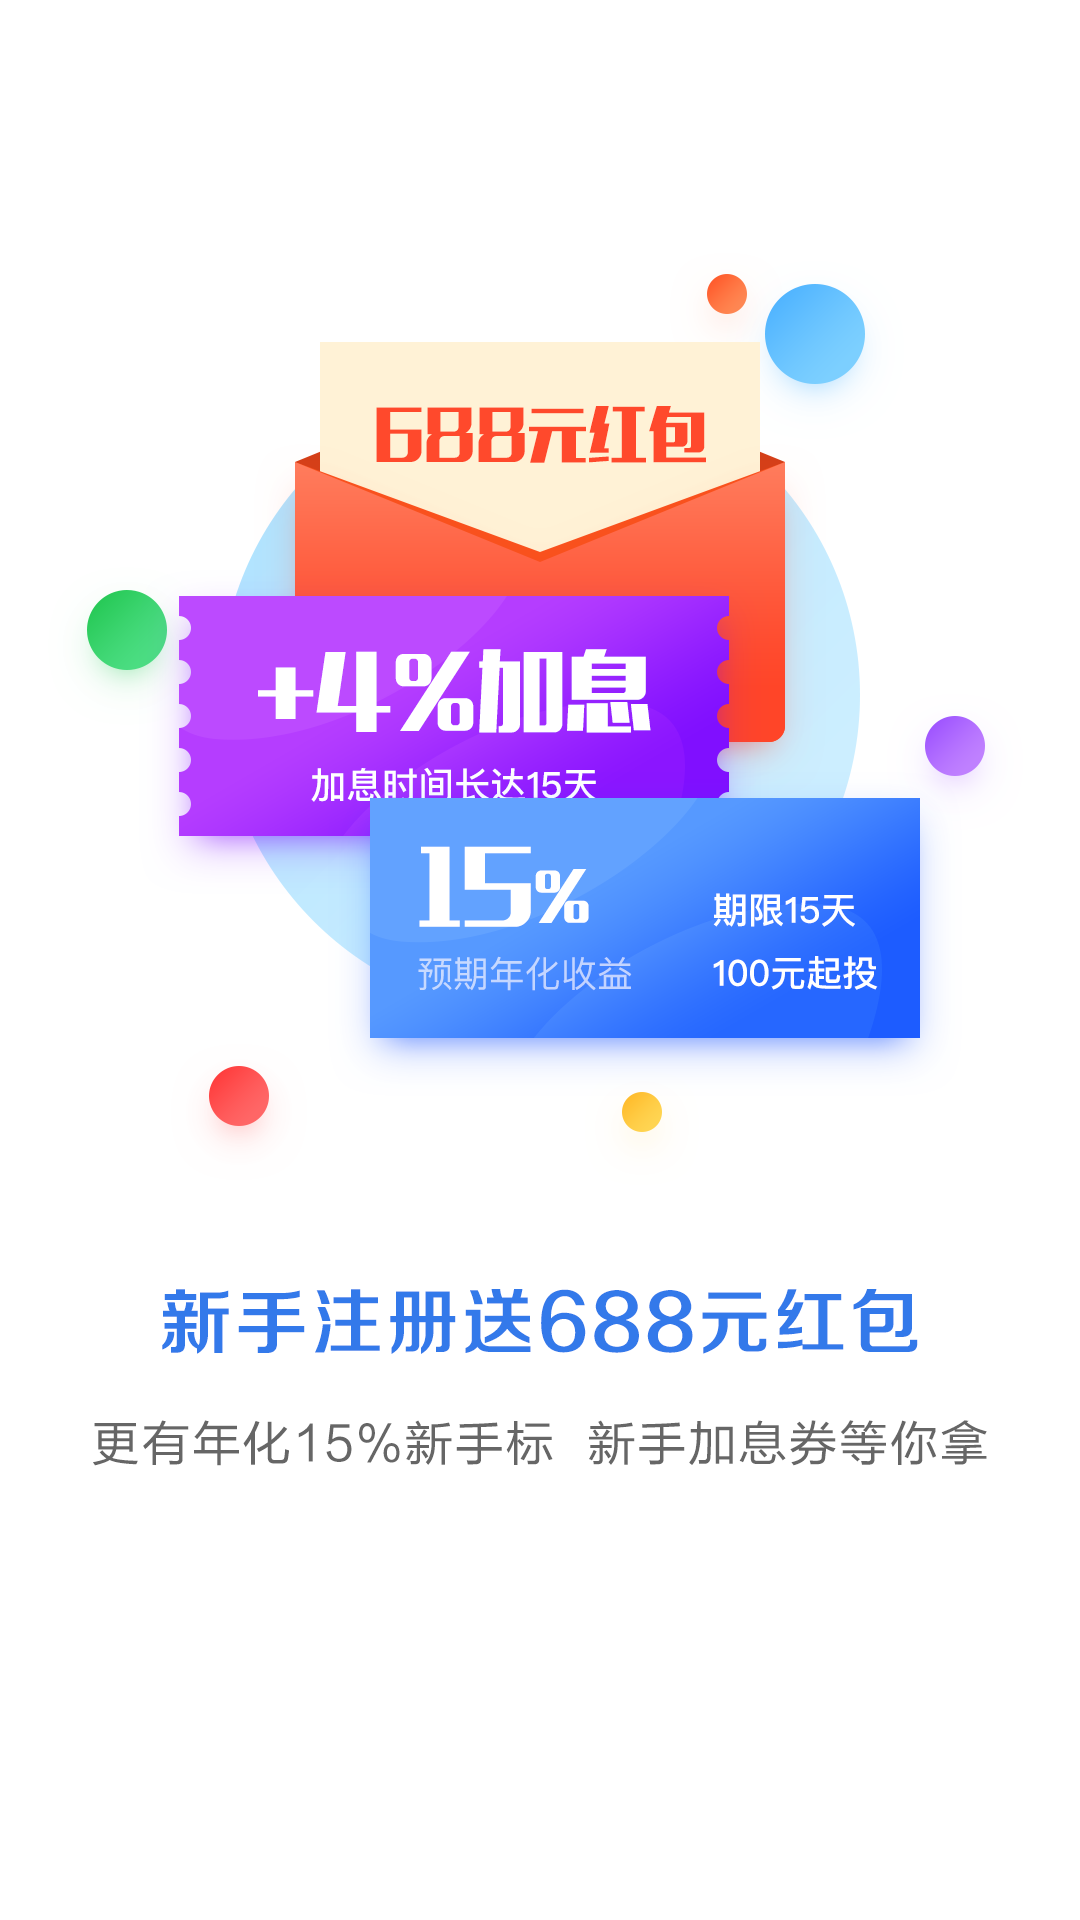 688元红包
+4%加息
加息时间长达15天
15%
预期年化收益
期限15天
100元起投
新手注册送688元红包
更有年化15%新手标 新手加息券等你拿